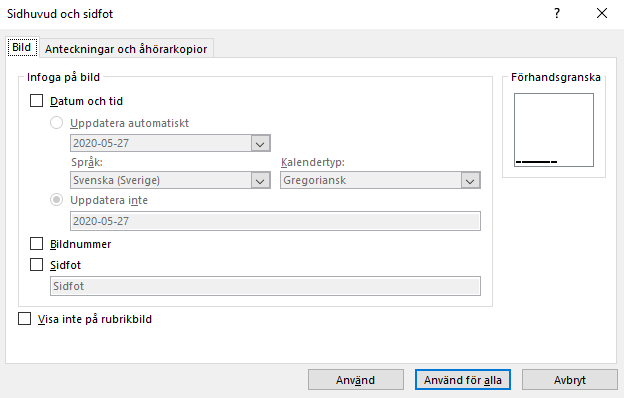 Sidhuvud och sidfot
?
Bild
Anteckningar och åhörarkopior
Infoga på bild
Förhandsgranska
Datum och tid
Uppdatera automatiskt
2020-05-27
Språk:
Kalendertyp:
Svenska (Sverige)
Gregoriansk
Uppdatera inte
2020-05-27
Bildnummer
Sidfot
Sidfot
Visa inte på rubrikbild
Använd
Använd för alla
Avbryt